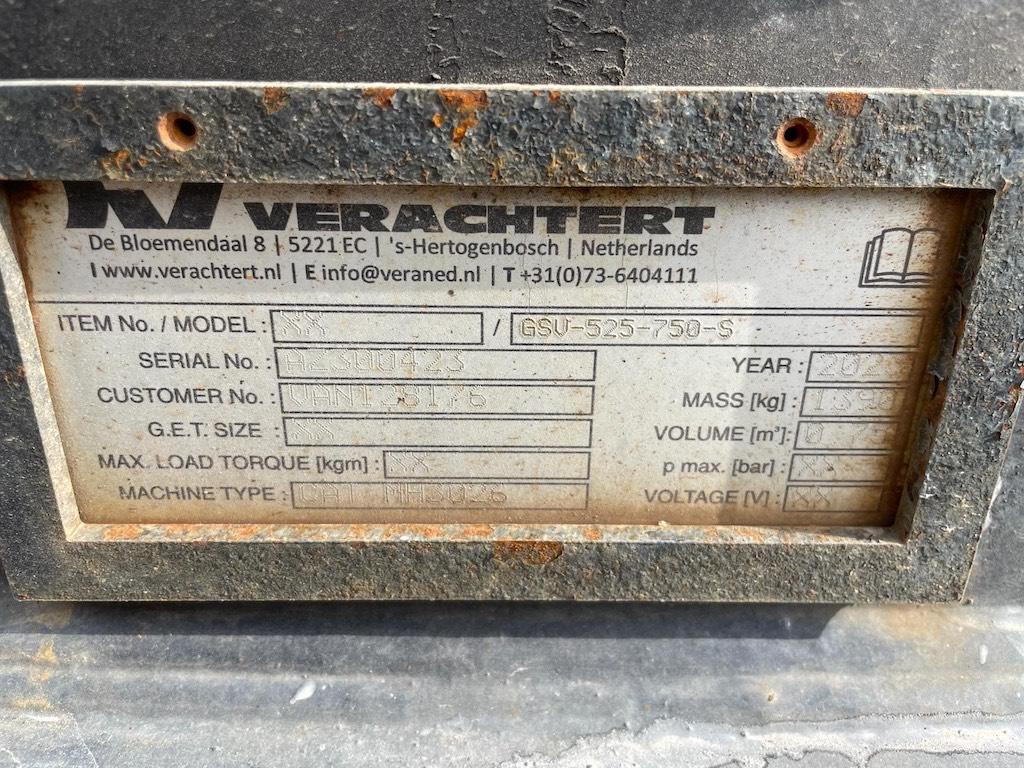 VERACHTERT
De Bloemendaal 8 | 5221 EC | 's-Hertogenbosch | Netherlands
I www.verachtert.nl | E info@veraned.nl | T +31(0)73-6404111
ITEM No. / MODEL : XX / GSV-525-750-S
SERIAL No. : AZ300423 YEAR :
CUSTOMER No. : VAN128176 MASS [kg] : 1390
G.E.T. SIZE : XX VOLUME [m³]:
MAX. LOAD TORQUE [kgm] : XX p max. [bar] : XX
MACHINE TYPE : CAT MH3026 VOLTAGE [V] : XX